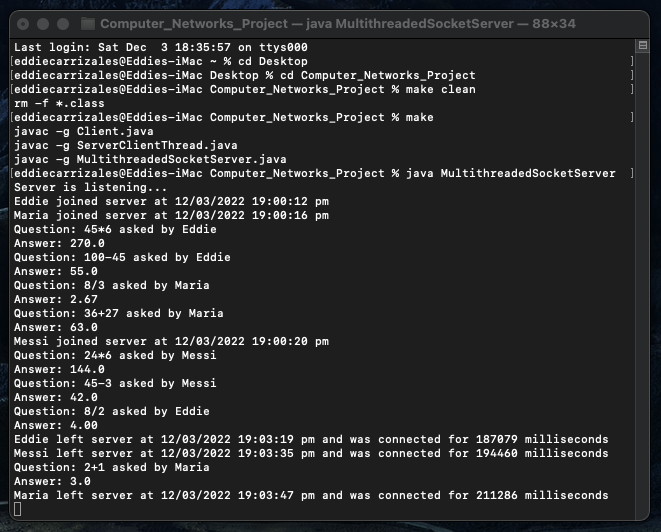 Computer_Networks_Project — java MultithreadedSocketServer — 88×34
Last login: Sat Dec  3 18:35:57 on ttys000
[eddiecarrizales@Eddies-iMac ~ % cd Desktop ]
[eddiecarrizales@Eddies-iMac Desktop % cd Computer_Networks_Project ]
[eddiecarrizales@Eddies-iMac Computer_Networks_Project % make clean ]
rm -f *.class
[eddiecarrizales@Eddies-iMac Computer_Networks_Project % make ]
javac -g Client.java
javac -g ServerClientThread.java
javac -g MultithreadedSocketServer.java
[eddiecarrizales@Eddies-iMac Computer_Networks_Project % java MultithreadedSocketServer ]
Server is listening...
Eddie joined server at 12/03/2022 19:00:12 pm
Maria joined server at 12/03/2022 19:00:16 pm
Question: 45*6 asked by Eddie
Answer: 270.0
Question: 100-45 asked by Eddie
Answer: 55.0
Question: 8/3 asked by Maria
Answer: 2.67
Question: 36+27 asked by Maria
Answer: 63.0
Messi joined server at 12/03/2022 19:00:20 pm
Question: 24*6 asked by Messi
Answer: 144.0
Question: 45-3 asked by Messi
Answer: 42.0
Question: 8/2 asked by Eddie
Answer: 4.00
Eddie left server at 12/03/2022 19:03:19 pm and was connected for 187079 milliseconds
Messi left server at 12/03/2022 19:03:35 pm and was connected for 194460 milliseconds
Question: 2+1 asked by Maria
Answer: 3.0
Maria left server at 12/03/2022 19:03:47 pm and was connected for 211286 milliseconds